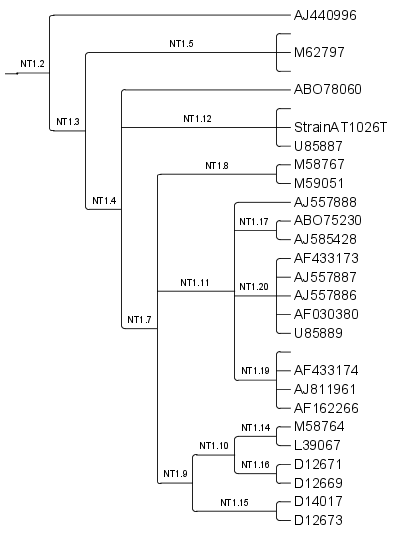 AJ440996
NT1.5
M62797
NT1.2
ABO78060
NT1.3
NT1.12
StrainAT1026T
U85887
NT1.8
M58767
M59051
NT1.4
AJ557888
NT1.17
ABO75230
AJ585428
AF433173
AJ557887
NT1.11
NT1.20
AJ557886
AF030380
NT1.7
U85889
NT1.19
AF433174
AJ811961
AF162266
NT1.14
M58764
L39067
NT1.10
NT1.16
D12671
D12669
NT1.9
NT1.15
D14017
D12673